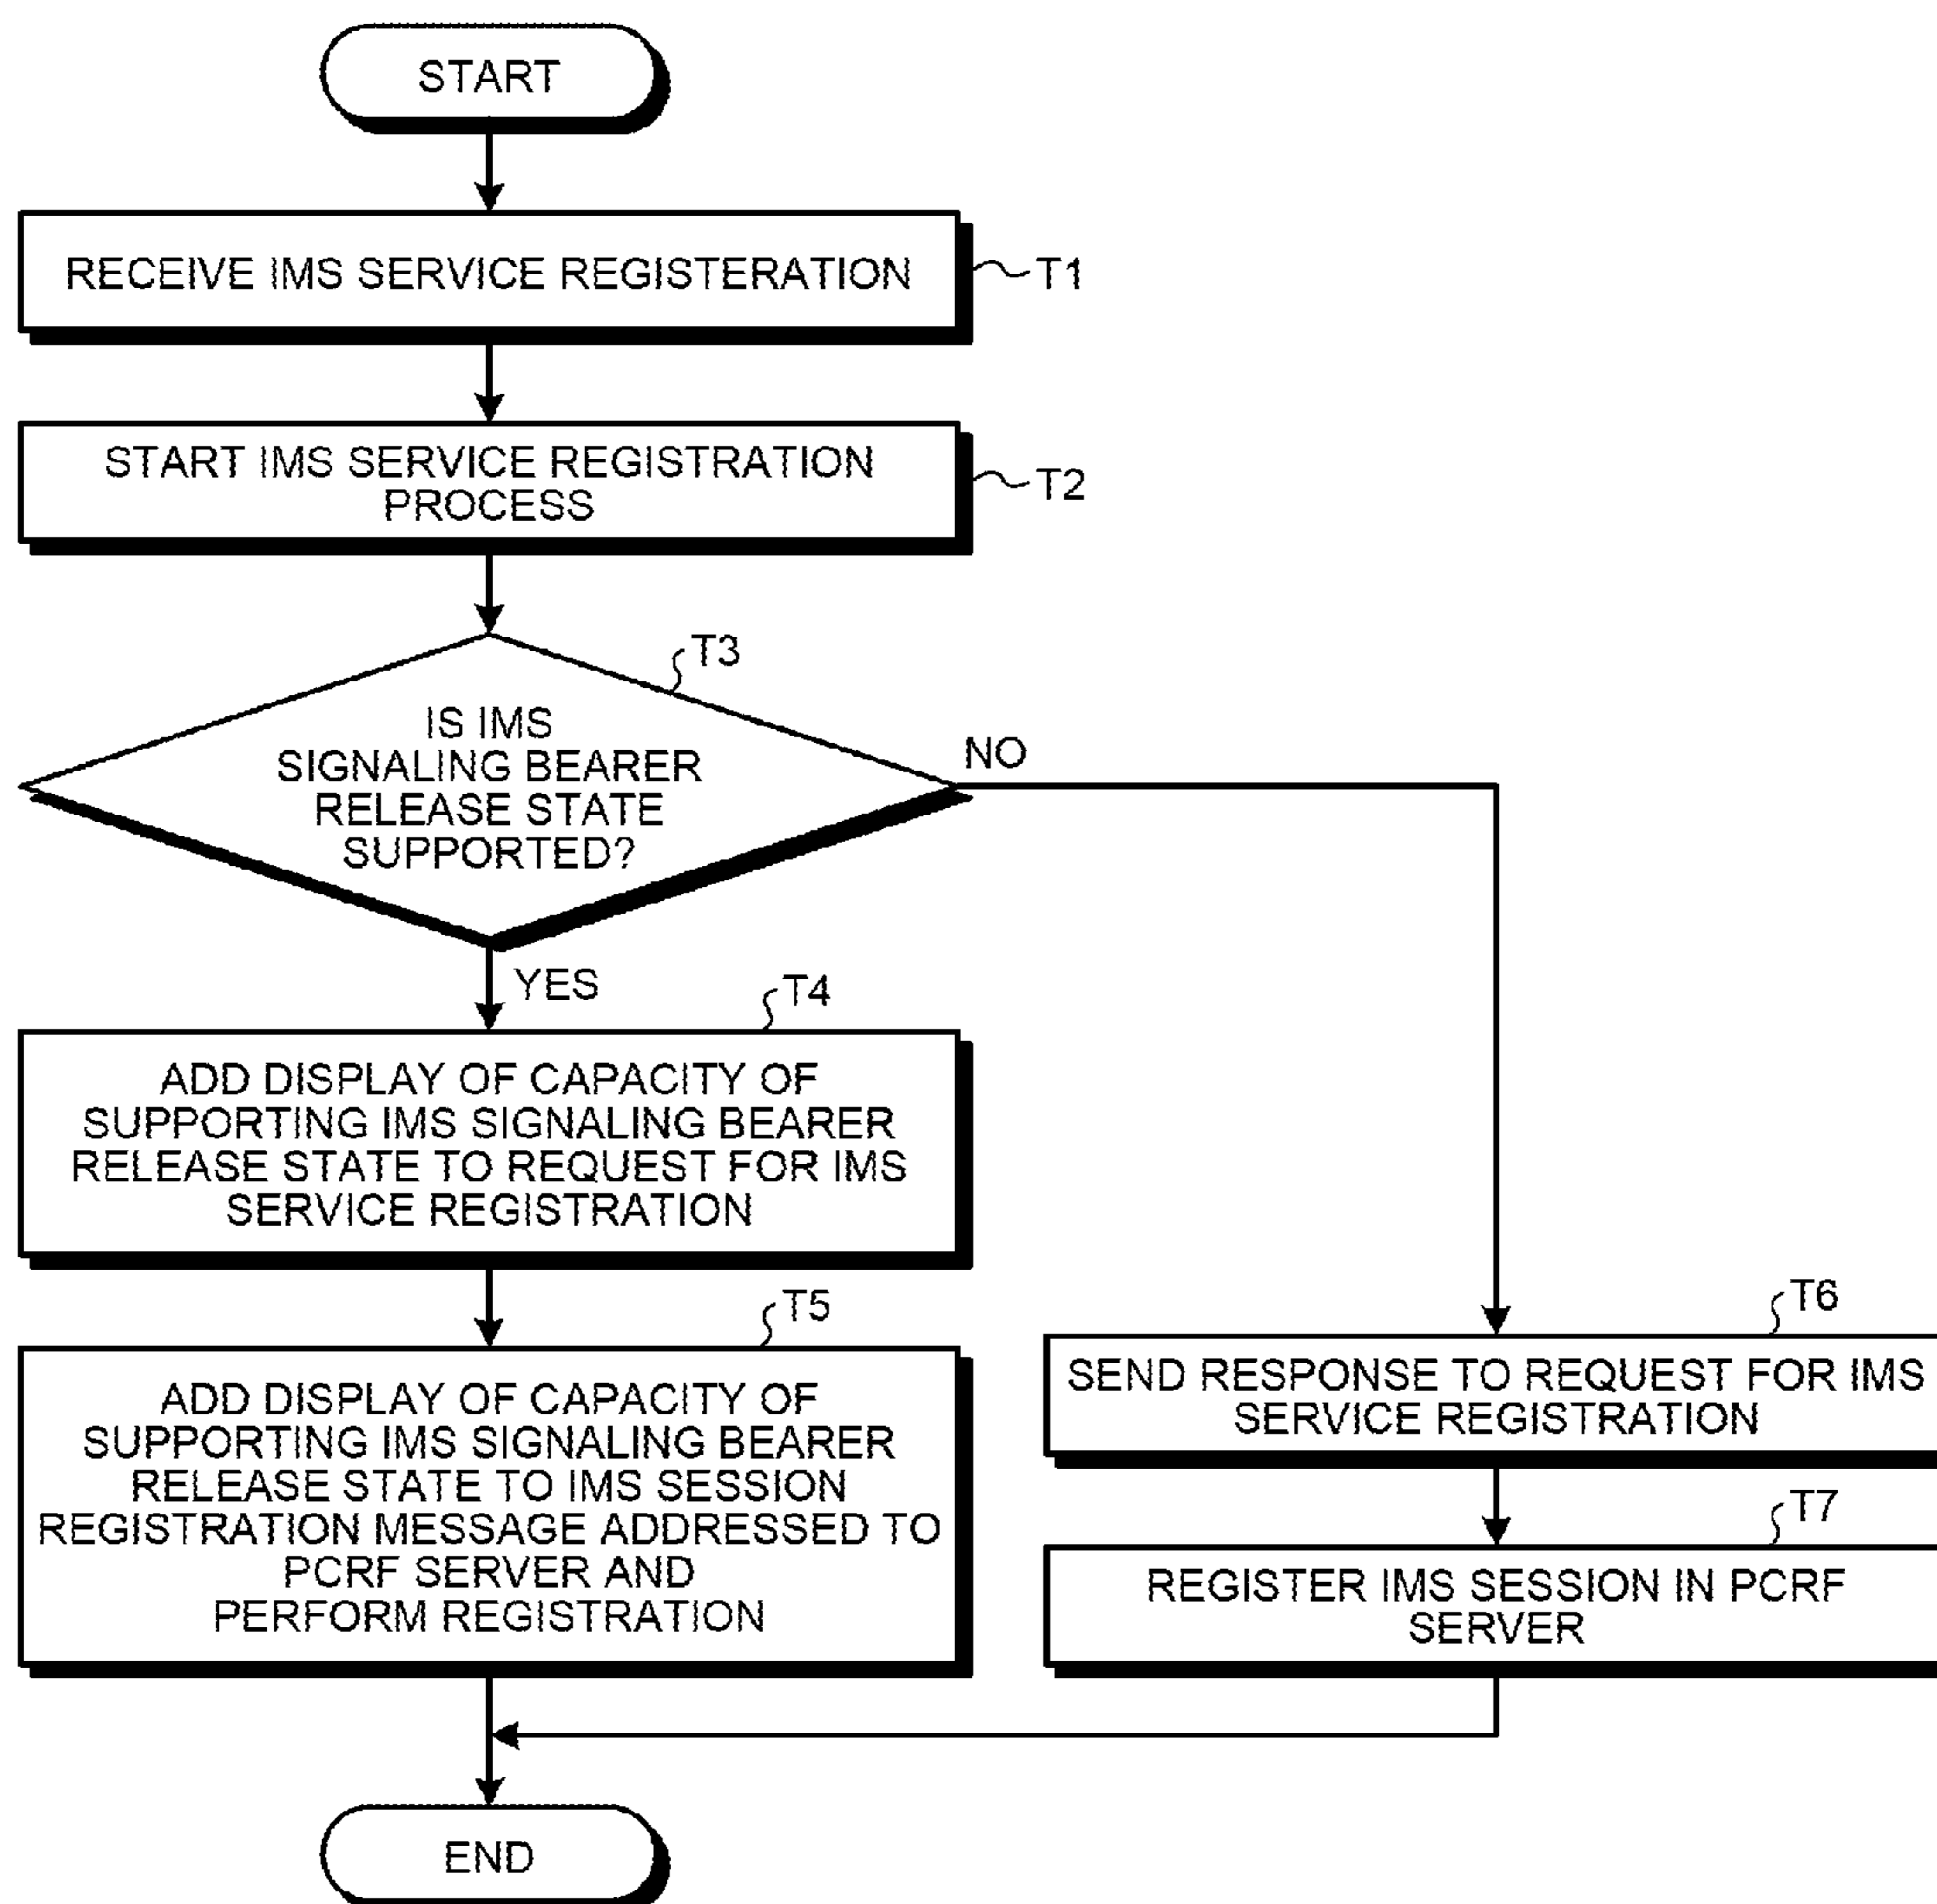 START
RECEIVE IMS SERVICE REGISTERATION
T1
START IMS SERVICE REGISTRATION
PROCESS
T2
T3
IS IMS
SIGNALING BEARER
RELEASE STATE
SUPPORTED?
NO
YES
T4
ADD DISPLAY OF CAPACITY OF
SUPPORTING IMS SIGNALING BEARER
RELEASE STATE TO REQUEST FOR IMS
SERVICE REGISTRATION
T5
ADD DISPLAY OF CAPACITY OF
SUPPORTING IMS SIGNALING BEARER
RELEASE STATE TO IMS SESSION
REGISTRATION MESSAGE ADDRESSED TO
PCRF SERVER AND
PERFORM REGISTRATION
T6
SEND RESPONSE TO REQUEST FOR IMS
SERVICE REGISTRATION
T7
REGISTER IMS SESSION IN PCRF
SERVER
END